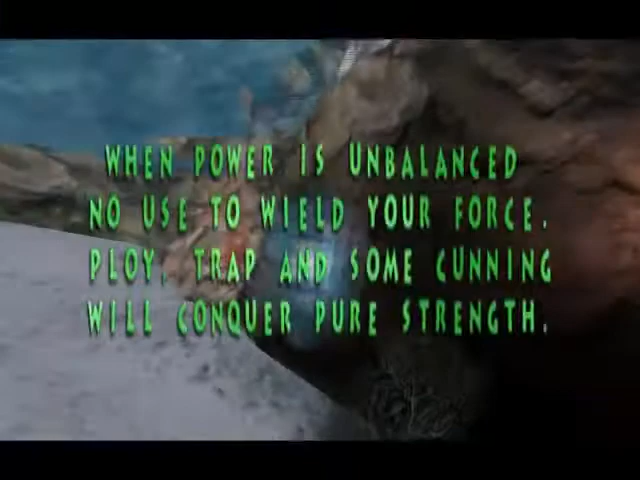 WHEN POWER IS UNBALANCED
NO USE TO WIELD YOUR FORCE.
PLOY, TRAP AND SOME CUNNING
WILL CONQUER PURE STRENGTH.